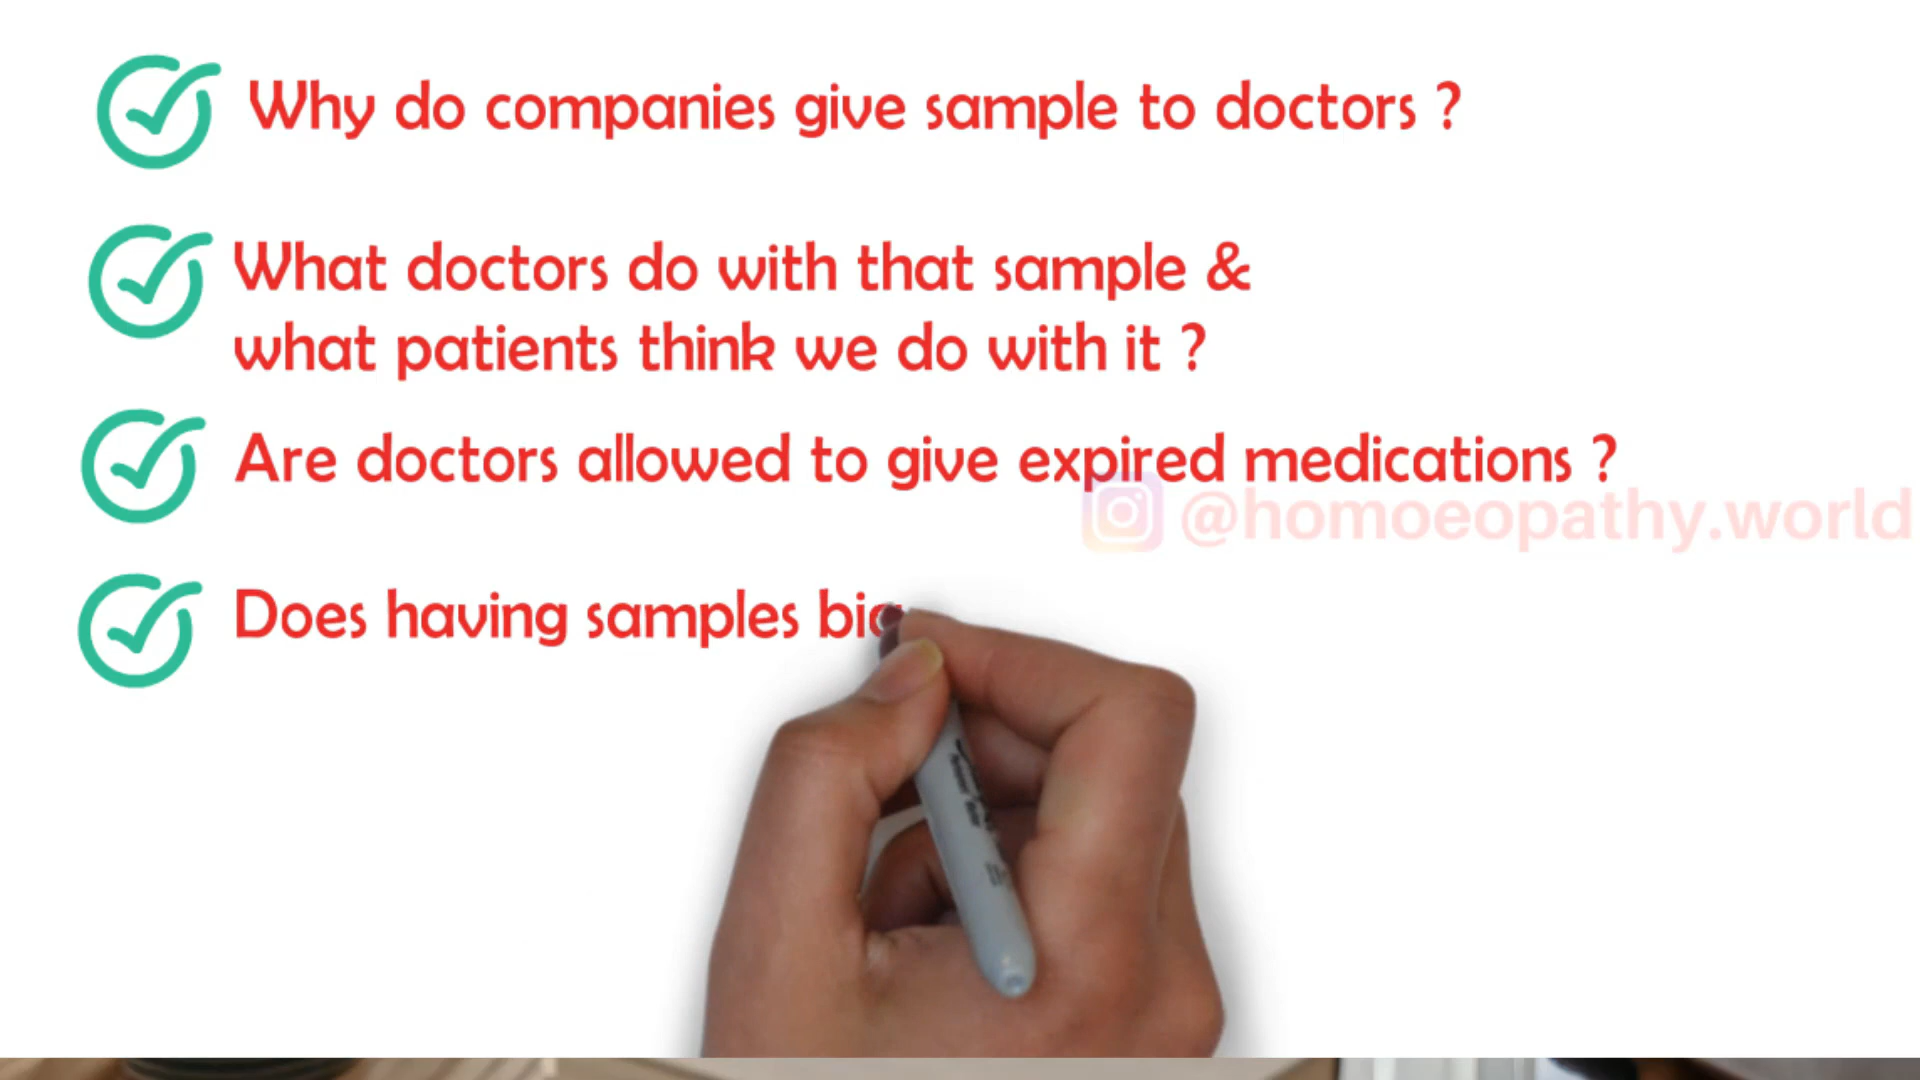 Why do companies give sample to doctors ?
What doctors do with that sample &
what patients think we do with it ?
Are doctors allowed to give expired medications ?
@homoeopathy.world
Does having samples